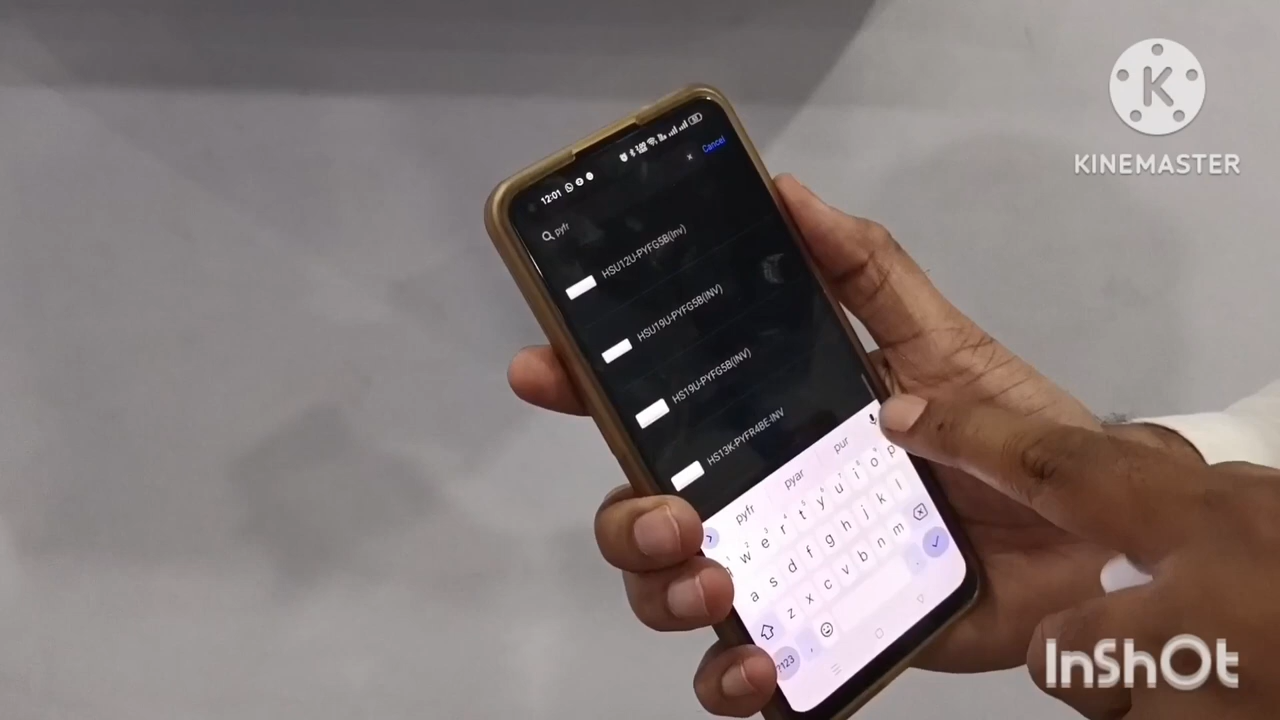 KINEMASTER
12:01
Cancel
pyfr
HSU12U-PYFG5B(Inv)
HSU19U-PYFG5B(INV)
HS19U-PYFG5B(INV)
HS13K-PYFR4BE-INV
pyfr pyar pur
w e r t y u i o p
a s d f g h j k l
z x c v b n m
?123 , .
InShOt